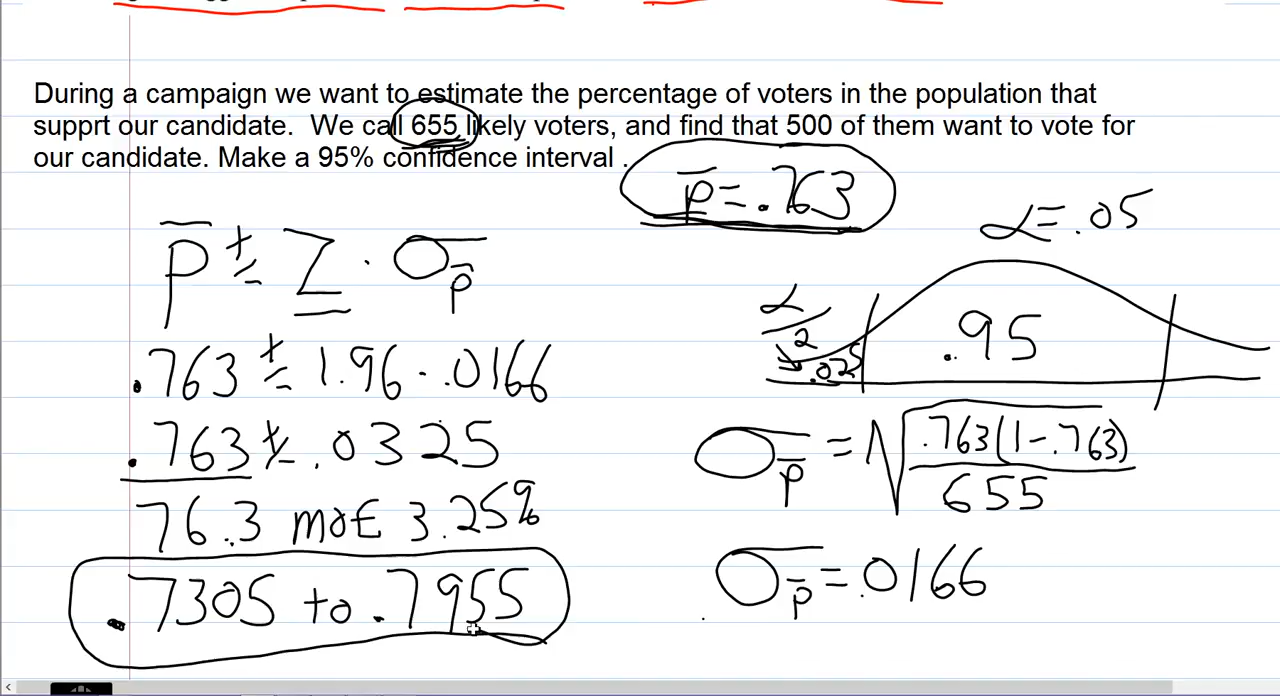 During a campaign we want to estimate the percentage of voters in the population that
supprt our candidate. We call 655 likely voters, and find that 500 of them want to vote for
our candidate. Make a 95% confidence interval .
p̄ = .763
α = .05
p̄ ± Z · σp̄
α/2
.025
.95
.763 ± 1.96 · .0166
σp̄ = √(.763(1-.763)/655)
.763 ± .0325
76.3 moE 3.25%
.7305 to .7955
σp̄ = .0166